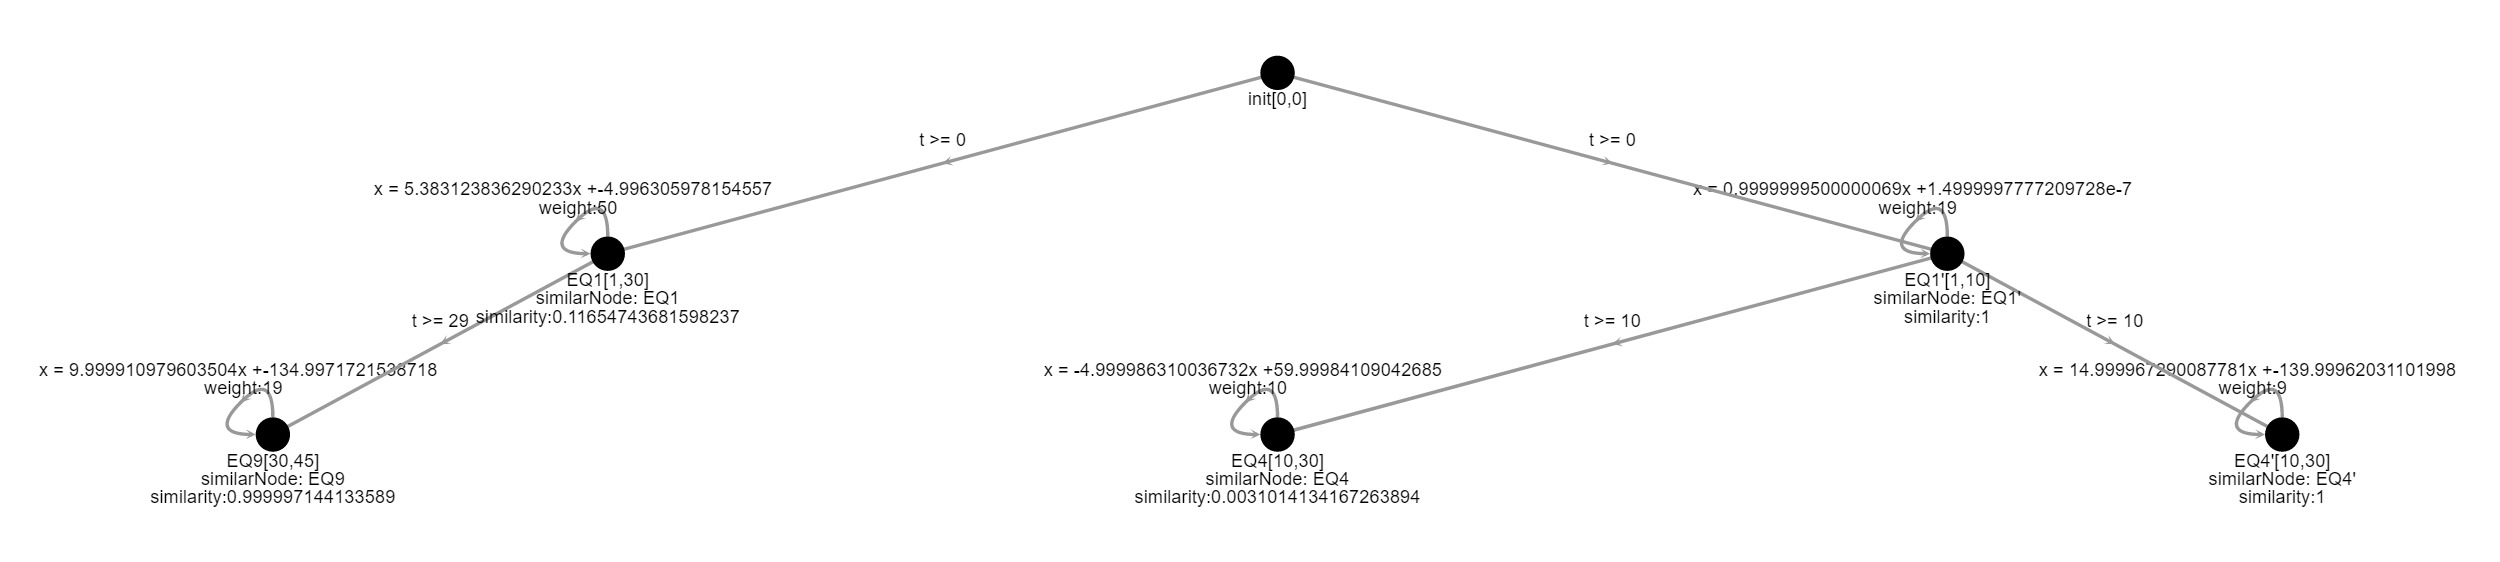 init[0,0]
t >= 0
t >= 0
x = 5.383123836290233x +-4.996305978154557
weight:50
x = 0.9999999500000069x +1.4999997777209728e-7
weight:19
EQ1[1,30]
similarNode: EQ1
similarity:0.11654743681598237
EQ1'[1,10]
similarNode: EQ1'
similarity:1
t >= 29
t >= 10
t >= 10
x = 9.999910979603504x +-134.9971721538718
weight:19
x = -4.999986310036732x +59.99984109042685
weight:10
x = 14.999967290087781x +-139.99962031101998
weight:9
EQ9[30,45]
similarNode: EQ9
similarity:0.999997144133589
EQ4[10,30]
similarNode: EQ4
similarity:0.0031014134167263894
EQ4'[10,30]
similarNode: EQ4'
similarity:1